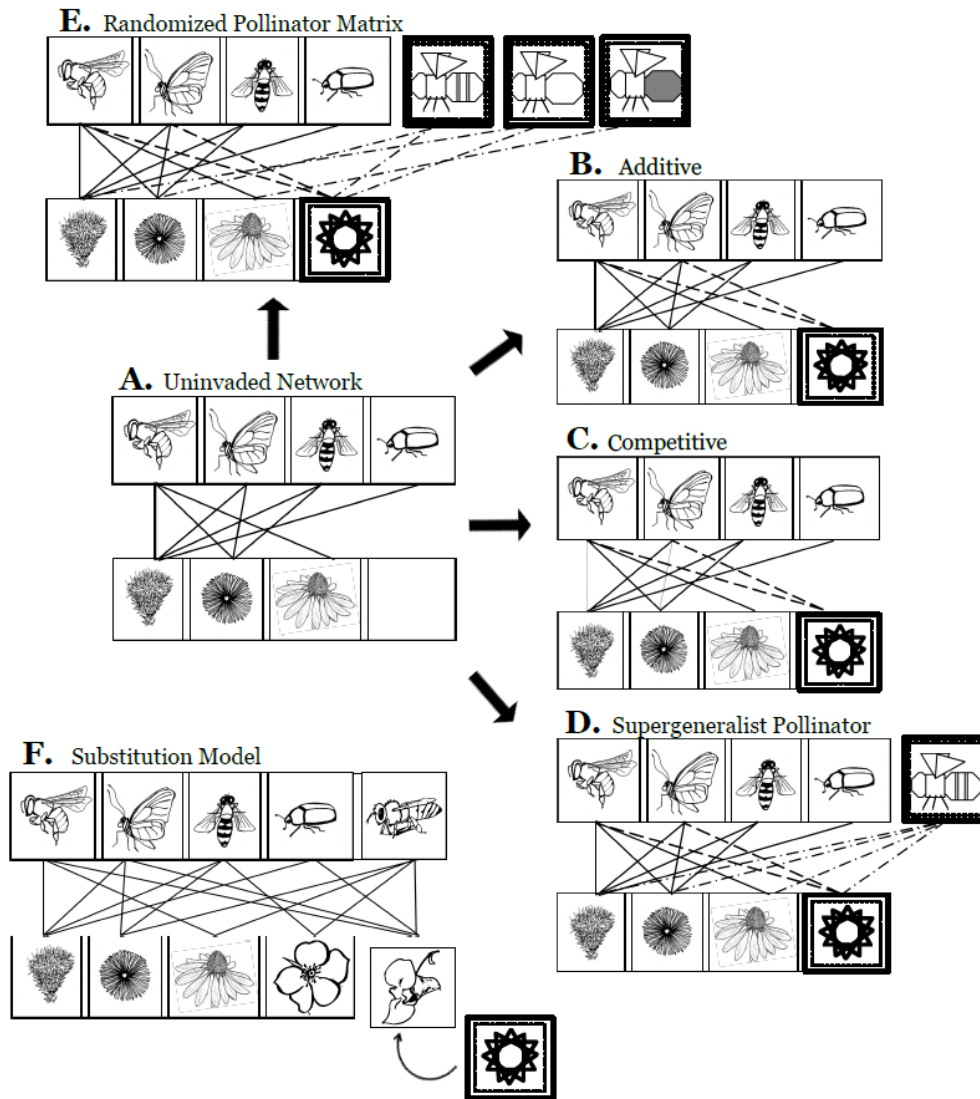 E. Randomized Pollinator Matrix
B. Additive
A. Uninvaded Network
C. Competitive
D. Supergeneralist Pollinator
F. Substitution Model